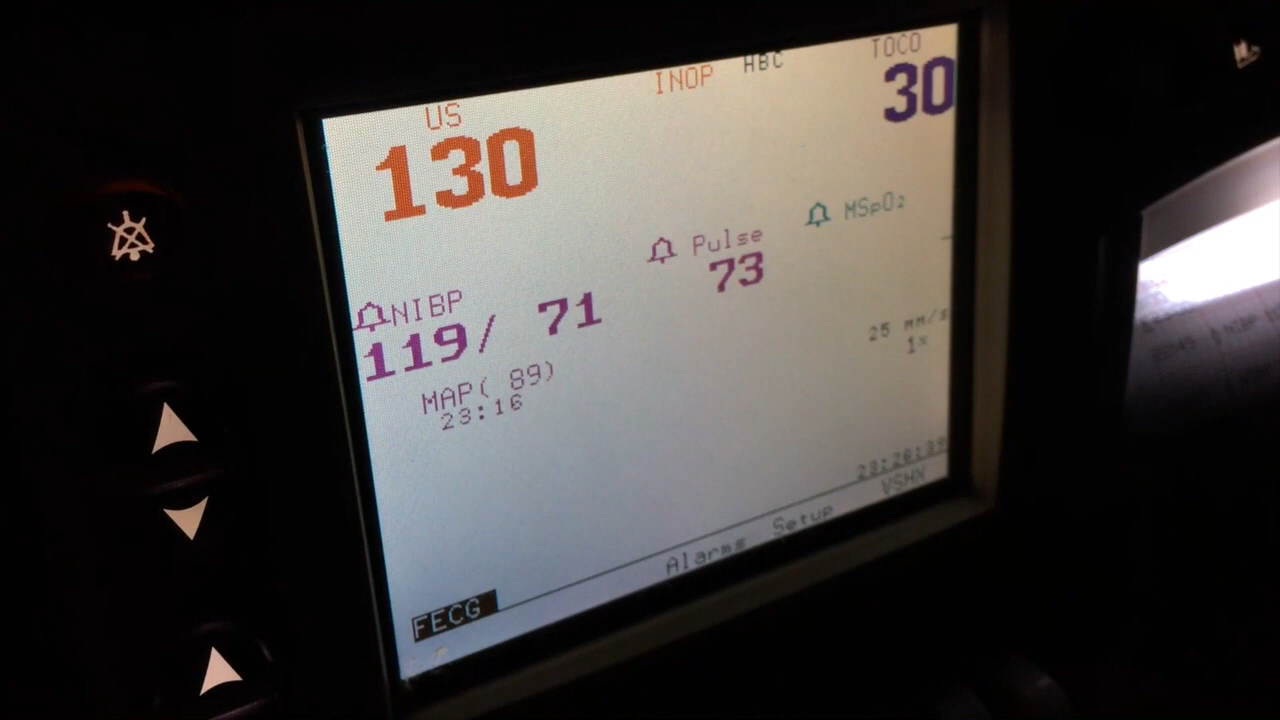 US
130
INOP
HBC
TOCO
30
NIBP
119/ 71
MAP( 89)
23:16
Pulse
73
MSpO₂
25 mm/s
1x
FECG
Alarms
Setup